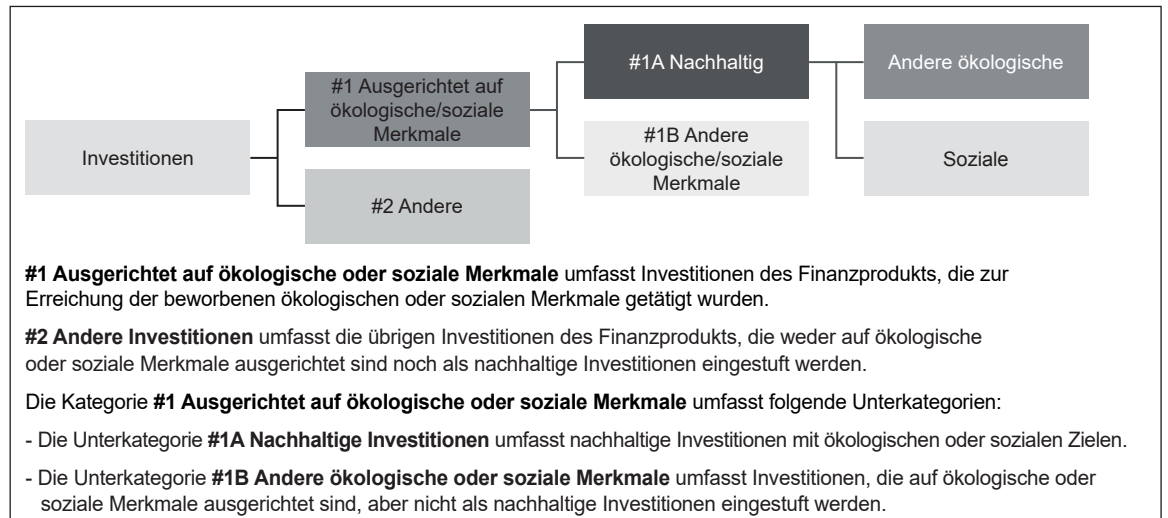 #1A Nachhaltig
Andere ökologische
#1 Ausgerichtet auf
ökologische/soziale
Merkmale
Investitionen
#1B Andere
ökologische/soziale
Merkmale
Soziale
#2 Andere
#1 Ausgerichtet auf ökologische oder soziale Merkmale umfasst Investitionen des Finanzprodukts, die zur
Erreichung der beworbenen ökologischen oder sozialen Merkmale getätigt wurden.
#2 Andere Investitionen umfasst die übrigen Investitionen des Finanzprodukts, die weder auf ökologische
oder soziale Merkmale ausgerichtet sind noch als nachhaltige Investitionen eingestuft werden.
Die Kategorie #1 Ausgerichtet auf ökologische oder soziale Merkmale umfasst folgende Unterkategorien:
- Die Unterkategorie #1A Nachhaltige Investitionen umfasst nachhaltige Investitionen mit ökologischen oder sozialen Zielen.
- Die Unterkategorie #1B Andere ökologische oder soziale Merkmale umfasst Investitionen, die auf ökologische oder
soziale Merkmale ausgerichtet sind, aber nicht als nachhaltige Investitionen eingestuft werden.